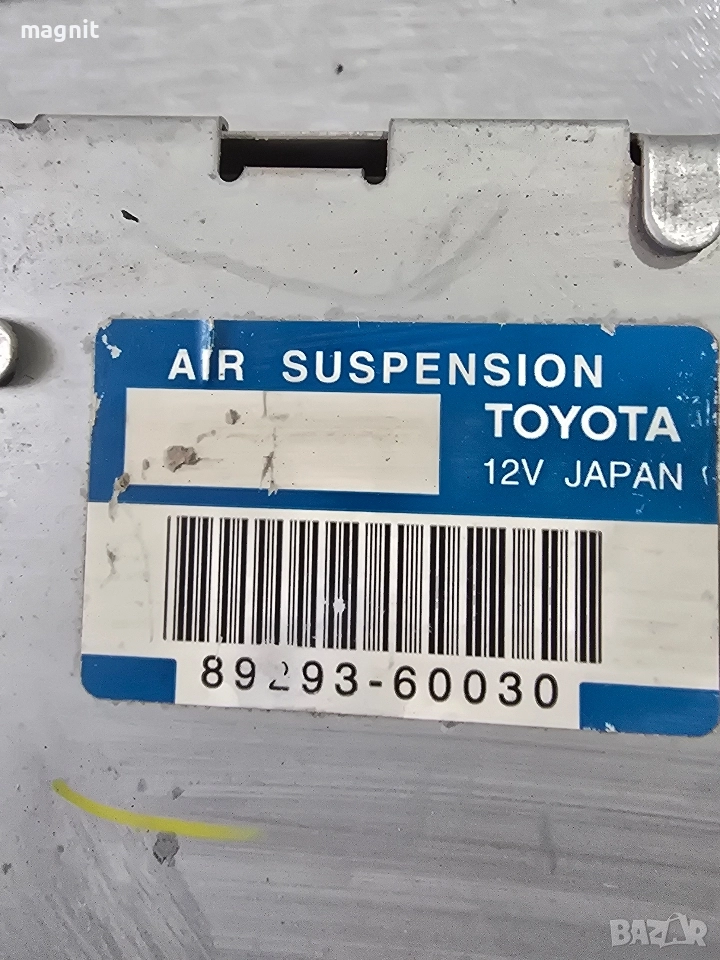 magnit
AIR SUSPENSION
TOYOTA
12V JAPAN
89293-60030
BAZAR